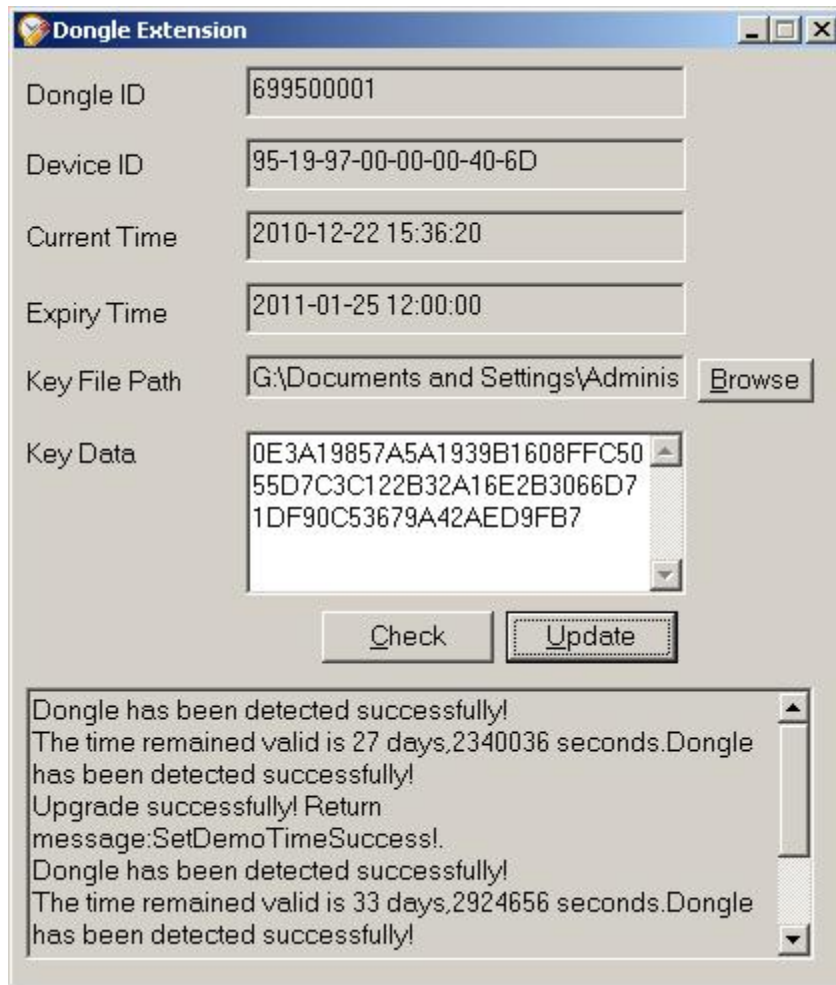 Dongle Extension
Dongle ID
699500001
Device ID
95-19-97-00-00-00-40-6D
Current Time
2010-12-22 15:36:20
Expiry Time
2011-01-25 12:00:00
Key File Path
G:\Documents and Settings\Adminis
Browse
Key Data
0E3A19857A5A1939B1608FFC50
55D7C3C122B32A16E2B3066D7
1DF90C53679A42AED9FB7
Check
Update
Dongle has been detected successfully!
The time remained valid is 27 days,2340036 seconds.Dongle
has been detected successfully!
Upgrade successfully! Return
message:SetDemoTimeSuccess!.
Dongle has been detected successfully!
The time remained valid is 33 days,2924656 seconds.Dongle
has been detected successfully!